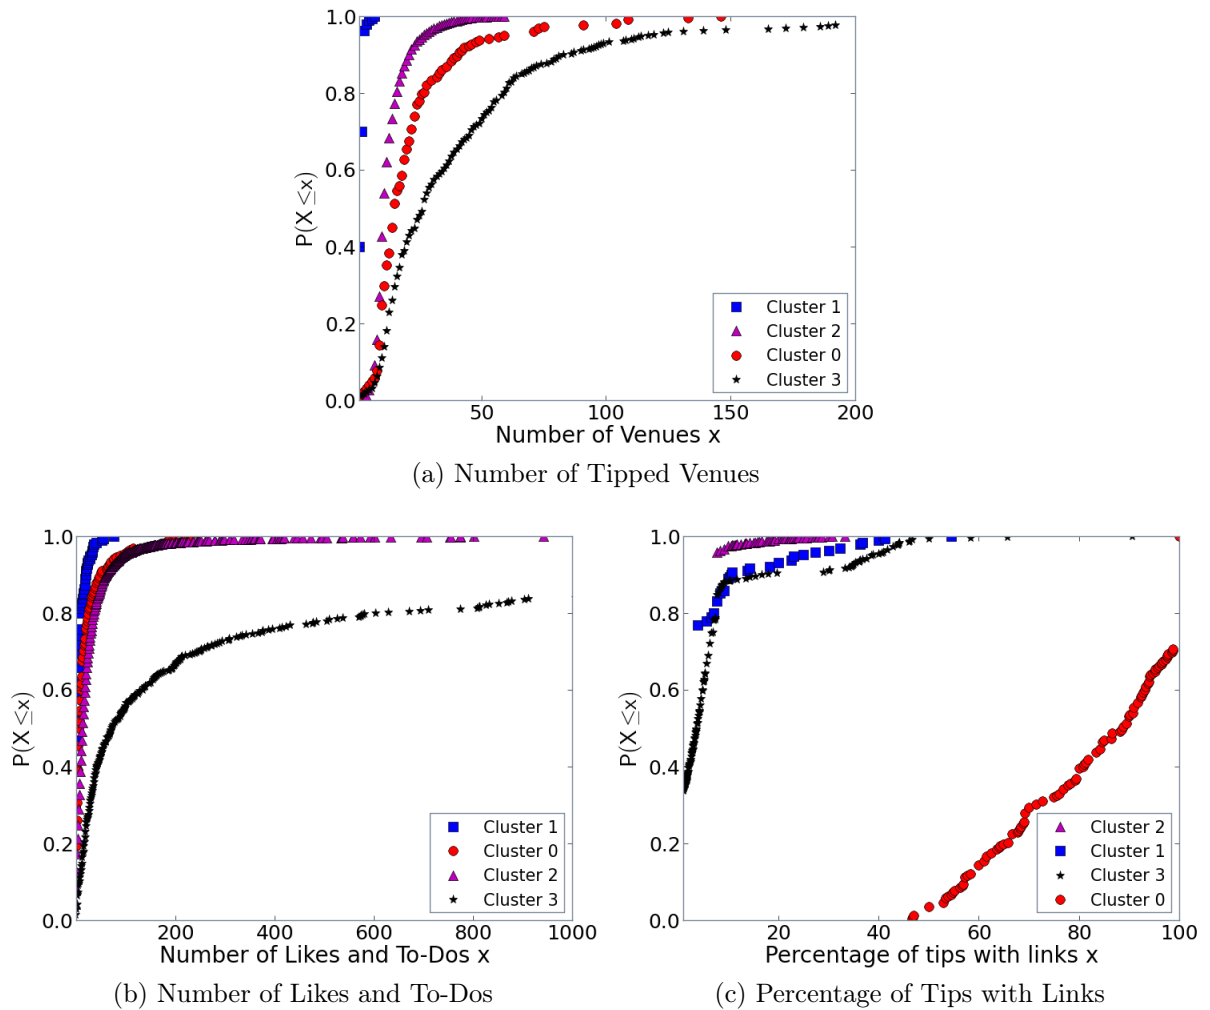 1.0
0.8
0.6
0.4
0.2
0.0
P(X ≤x)
50
100
150
200
Number of Venues x
Cluster 1
Cluster 2
Cluster 0
Cluster 3
(a) Number of Tipped Venues
1.0
0.8
0.6
0.4
0.2
0.0
P(X ≤x)
200
400
600
800
1000
Number of Likes and To-Dos x
Cluster 1
Cluster 0
Cluster 2
Cluster 3
(b) Number of Likes and To-Dos
1.0
0.8
0.6
0.4
0.2
0.0
P(X ≤x)
20
40
60
80
100
Percentage of tips with links x
Cluster 2
Cluster 1
Cluster 3
Cluster 0
(c) Percentage of Tips with Links